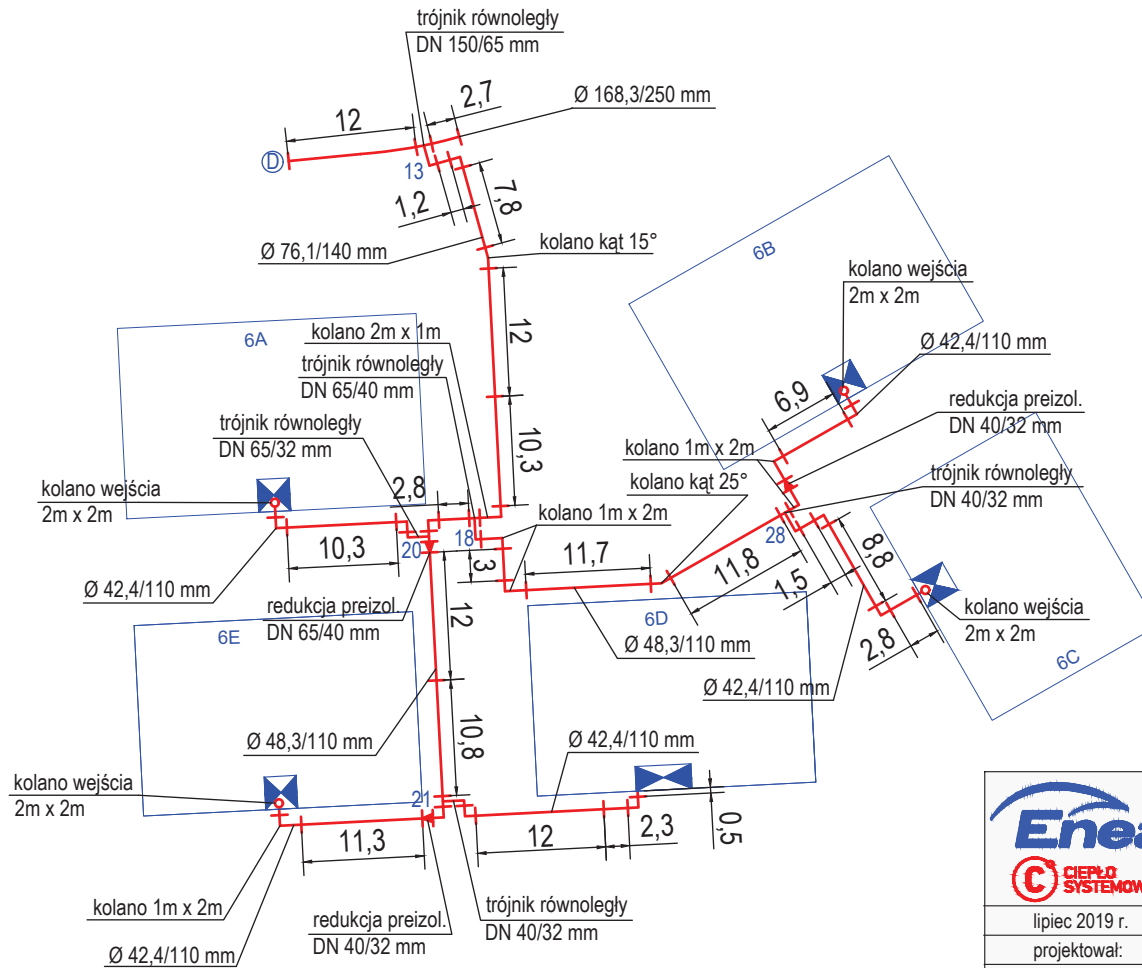 trójnik równoległy
DN 150/65 mm
2,7
Ø 168,3/250 mm
12
D
13
1,2
7,8
Ø 76,1/140 mm
kolano kąt 15°
6B
kolano wejścia
2m x 2m
12
6A
kolano 2m x 1m
trójnik równoległy
DN 65/40 mm
Ø 42,4/110 mm
6,9
redukcja preizol.
DN 40/32 mm
trójnik równoległy
DN 65/32 mm
10,3
kolano 1m x 2m
kolano kąt 25°
trójnik równoległy
DN 40/32 mm
kolano wejścia
2m x 2m
2,8
kolano 1m x 2m
18
28
20
10,3
3
11,7
11,8
1,5
8,8
Ø 42,4/110 mm
redukcja preizol.
DN 65/40 mm
12
kolano wejścia
2m x 2m
2,8
6E
6D
6C
Ø 48,3/110 mm
Ø 42,4/110 mm
10,8
Ø 48,3/110 mm
Ø 42,4/110 mm
kolano wejścia
2m x 2m
21
0,5
11,3
12
2,3
kolano 1m x 2m
Ø 42,4/110 mm
redukcja preizol.
DN 40/32 mm
trójnik równoległy
DN 40/32 mm
Enea
C
CIEPŁO
SYSTEMOW
lipiec 2019 r.
projektował: